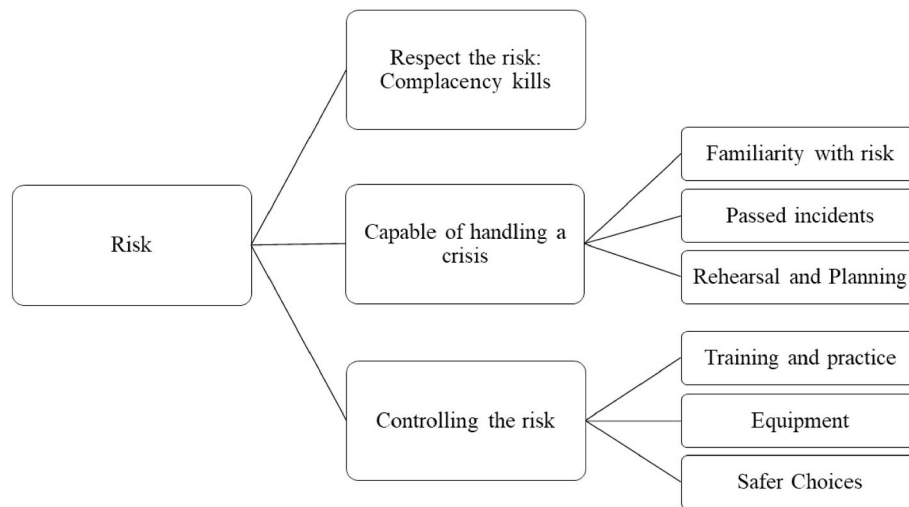 Risk
Respect the risk:
Complacency kills
Capable of handling a
crisis
Familiarity with risk
Passed incidents
Rehearsal and Planning
Controlling the risk
Training and practice
Equipment
Safer Choices